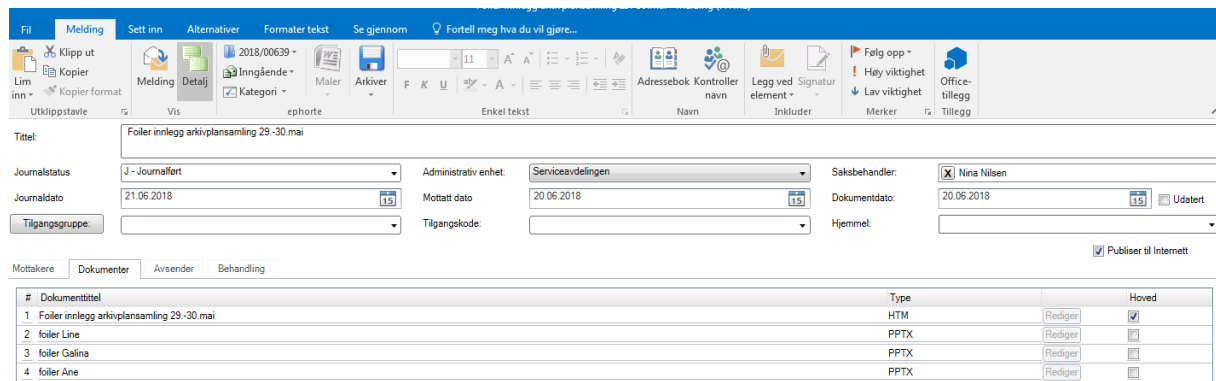 Fil Melding Sett inn Alternativer Formater tekst Se gjennom Fortell meg hva du vil gjøre...
Klipp ut
Kopier
Kopier format
Lim inn
Utklippstavle
Melding Detalj
Vis
2018/00639
Inngående
Kategori
Maler
Arkiver
ephorte
11
F K U aby A
Enkel tekst
Adressebok Kontroller navn
Navn
Legg ved element Signatur
Inkluder
Følg opp
Høy viktighet
Lav viktighet
Merker
Office-tillegg
Tillegg
Tittel: Foiler innlegg arkivplansamling 29.-30.mai
Journalstatus J - Journalført Administrativ enhet: Serviceavdelingen Saksbehandler: X Nina Nilsen
Journaldato 21.06.2018 15 Mottatt dato 20.06.2018 15 Dokumentdato: 20.06.2018 15 Udatert
Tilgangsgruppe: Tilgangskode: Hjemmel:
Publiser til Internett
Mottakere Dokumenter Avsender Behandling
# Dokumenttittel Type Hoved
1 Foiler innlegg arkivplansamling 29.-30.mai HTM Rediger
2 foiler Line PPTX Rediger
3 foiler Galina PPTX Rediger
4 foiler Ane PPTX Rediger